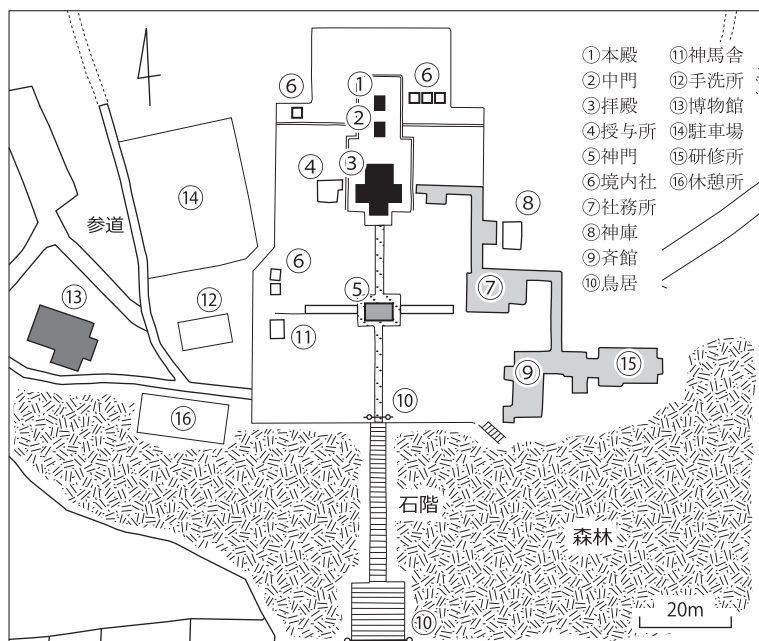 ①本殿 ⑪神馬舎
②中門 ⑫手洗所
③拝殿 ⑬博物館
④授与所 ⑭駐車場
⑤神門 ⑮研修所
⑥境内社 ⑯休憩所
⑦社務所
⑧神庫
⑨斉館
⑩鳥居
⑥
①
⑥
②
③
④
⑭
参道
⑧
⑥
⑤
⑦
⑬
⑫
⑪
⑨
⑮
⑩
⑯
石階
森林
20m
⑩